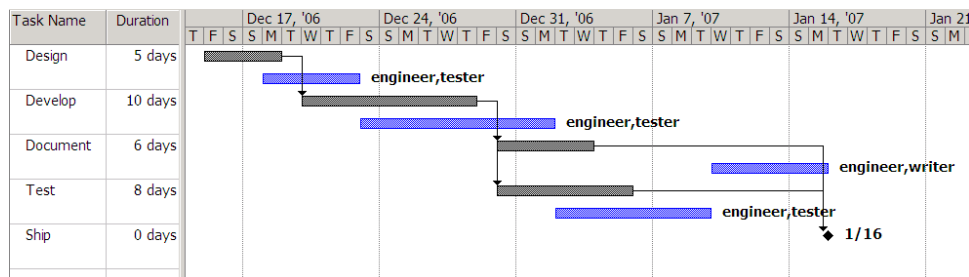 Task Name Duration Dec 17, '06 Dec 24, '06 Dec 31, '06 Jan 7, '07 Jan 14, '07 Jan 21
T F S S M T W T F S S M T W T F S S M T W T F S S M T W T F S S M T W T F S S M
Design 5 days
engineer,tester
Develop 10 days
engineer,tester
Document 6 days
engineer,writer
Test 8 days
engineer,tester
Ship 0 days 1/16